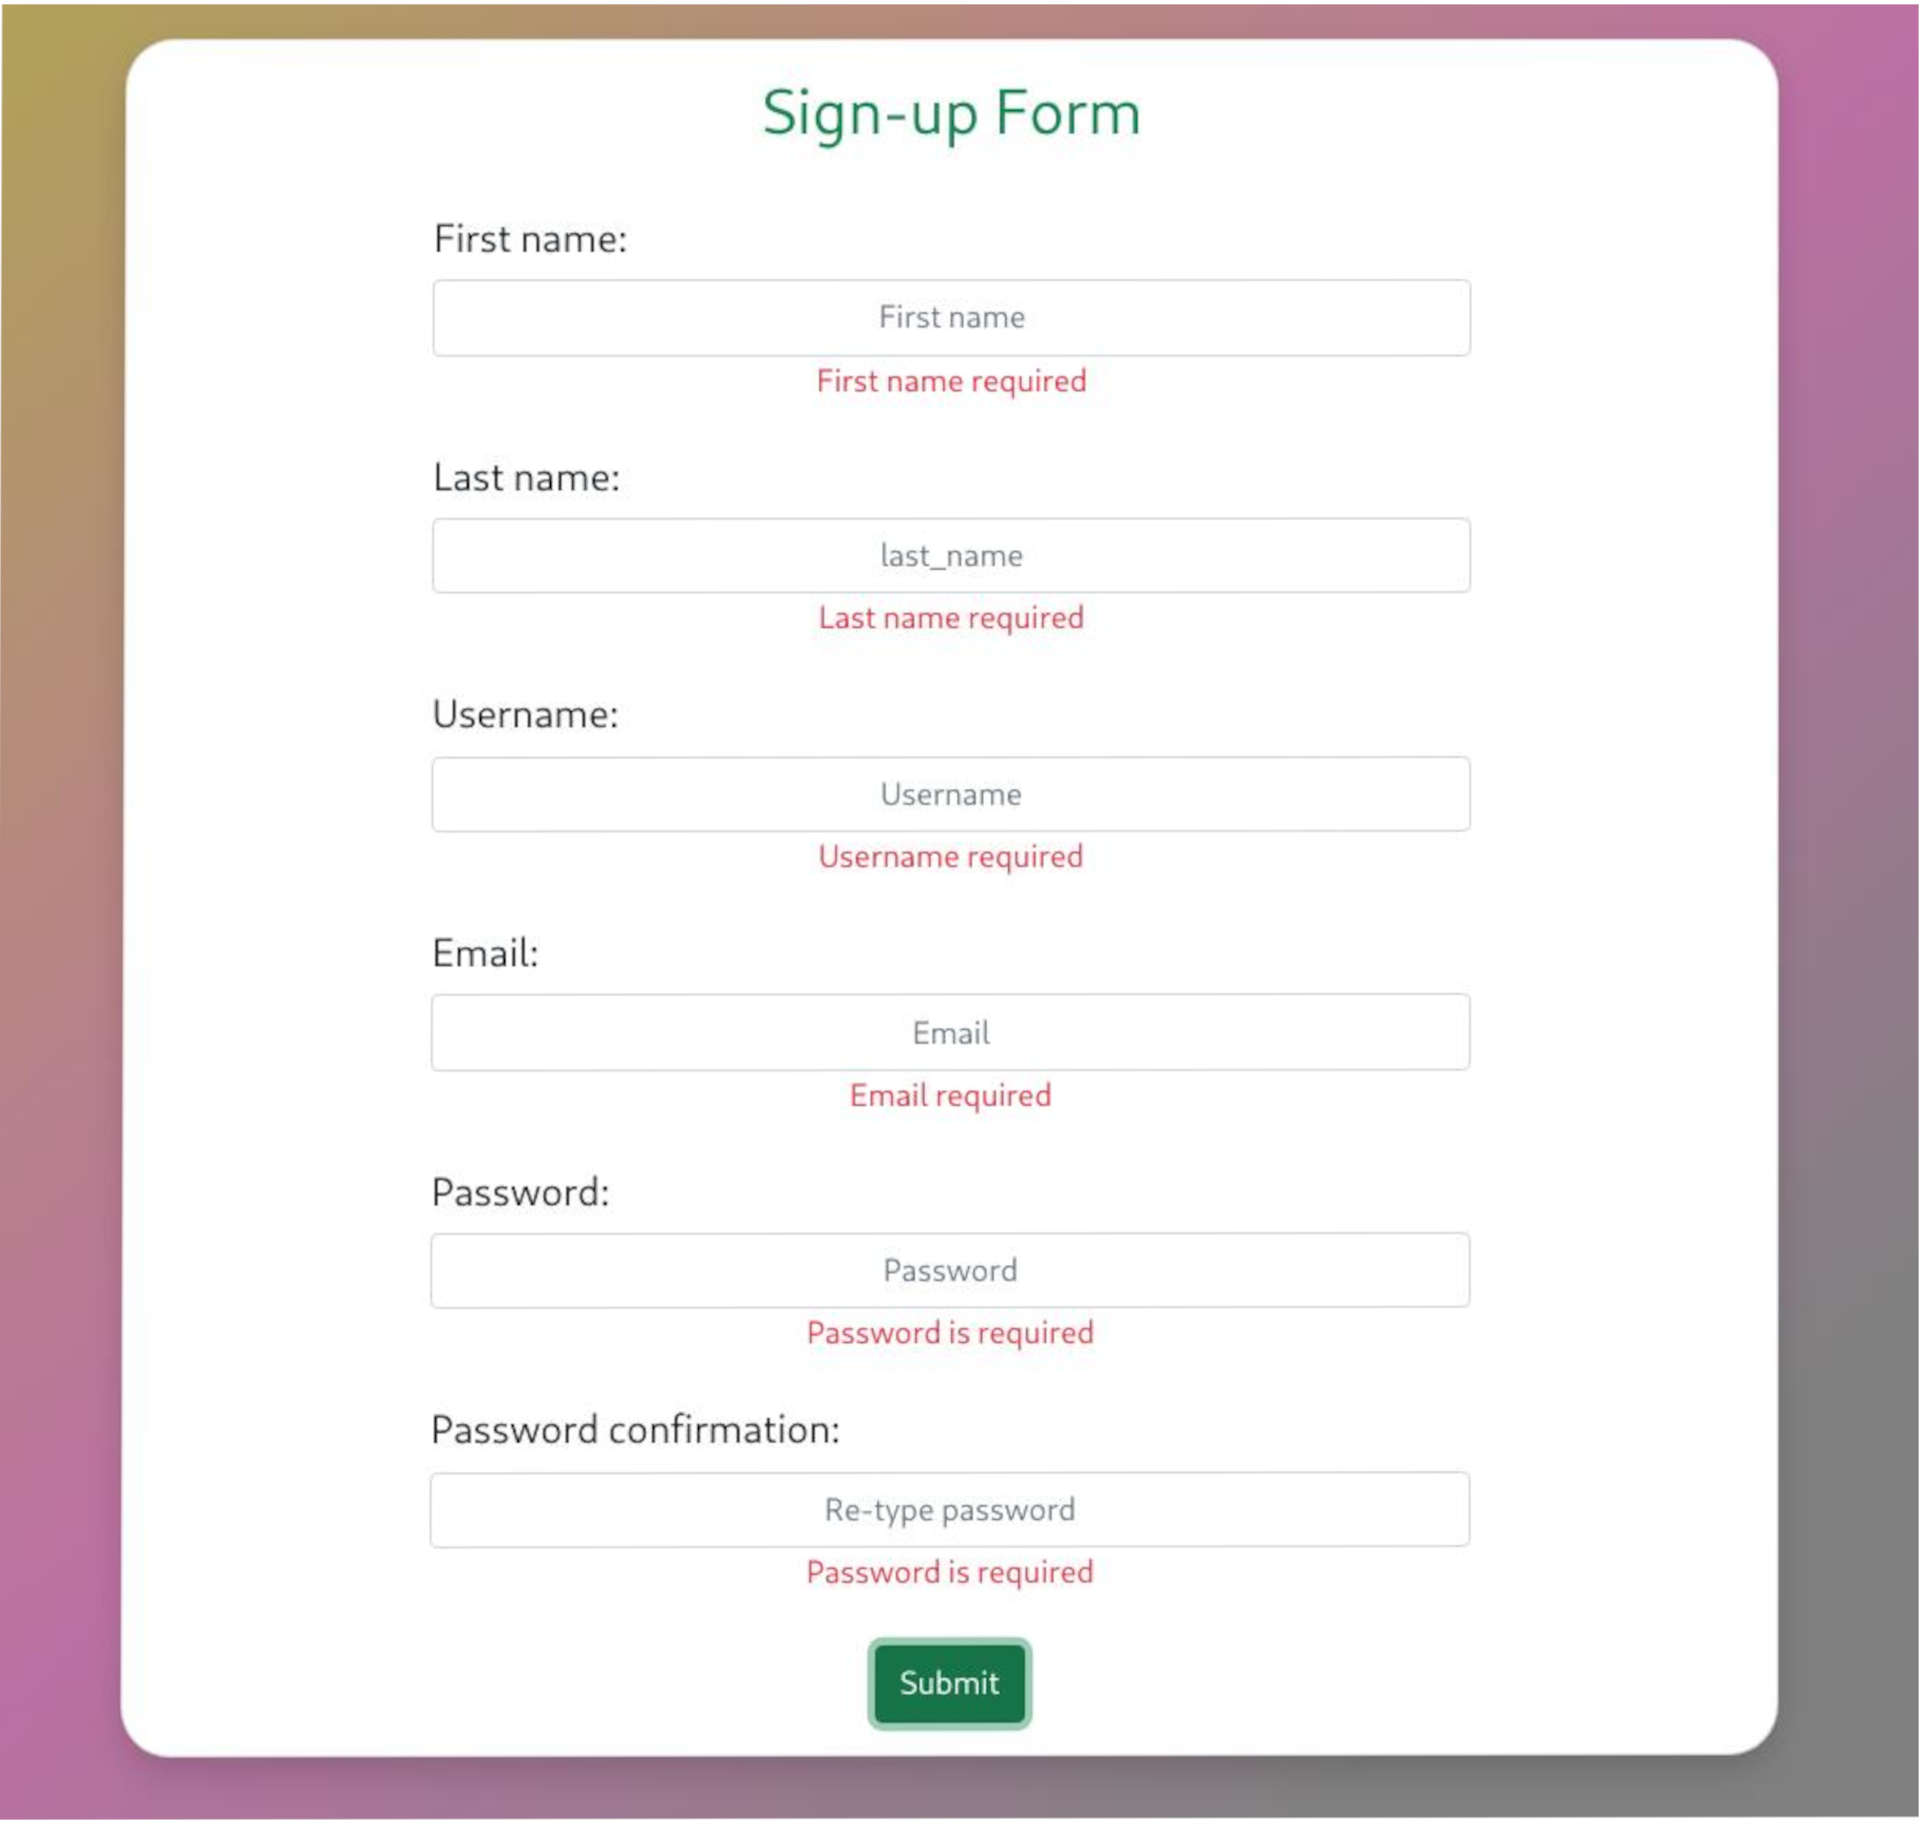 Sign-up Form
First name:
First name
First name required
Last name:
last_name
Last name required
Username:
Username
Username required
Email:
Email
Email required
Password:
Password
Password is required
Password confirmation:
Re-type password
Password is required
Submit